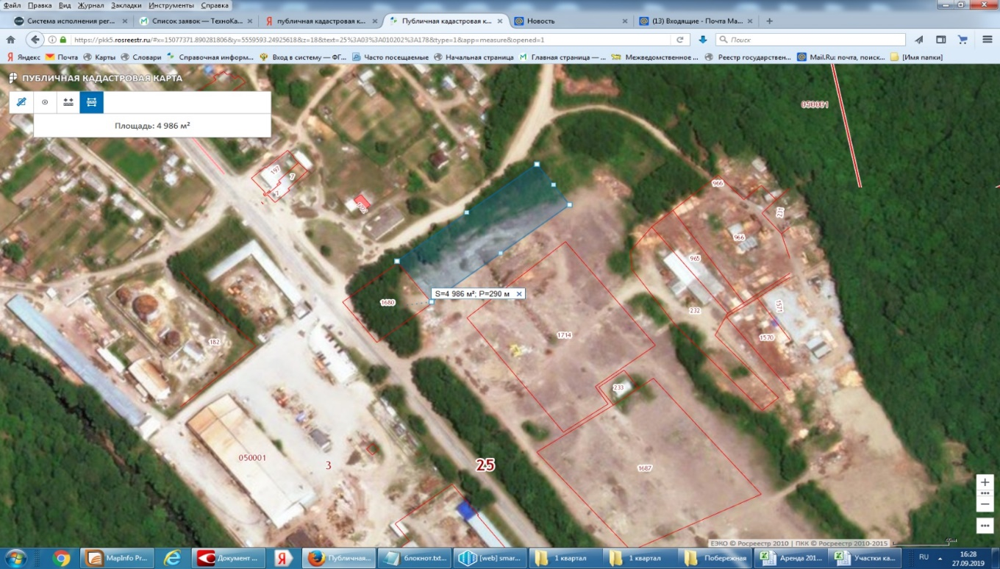 Файл Правка Вид Журнал Закладки Инструменты Справка
Система исполнения рег... Список заявок — ТехноКа... публичная кадастровая к... Публичная кадастровая к... Новость (13) Входящие - Почта Ма...
https://pkk5.rosreestr.ru/#x=15077371.890281806&y=5559593.24925618&z=18&text=25%3A03%3A010202%3A178&type=1&app=measure&opened=1 Поиск
Яндекс Почта Карты Словари Справочная информ... Вход в систему — ФГ... Часто посещаемые Начальная страница Главная страница — ... Межведомственное ... Реестр государствен... Mail.Ru: почта, поиск... [Имя папки]
ПУБЛИЧНАЯ КАДАСТРОВАЯ КАРТА
050001
Площадь: 4 986 м²
197
7
966
231
966
965
S=4 986 м²; P=290 м
1680
1571
232
1714
1570
182
233
050001
3
25
1687
ЕЭКО © Росреестр 2010 | ПКК © Росреестр 2010-2015
MapInfo Pr... Документ ... Публичная... блокнот.txt... [web] smar... 1 квартал 1 квартал Побережная Аренда 201... Участки ка... RU 16:28
27.09.2019